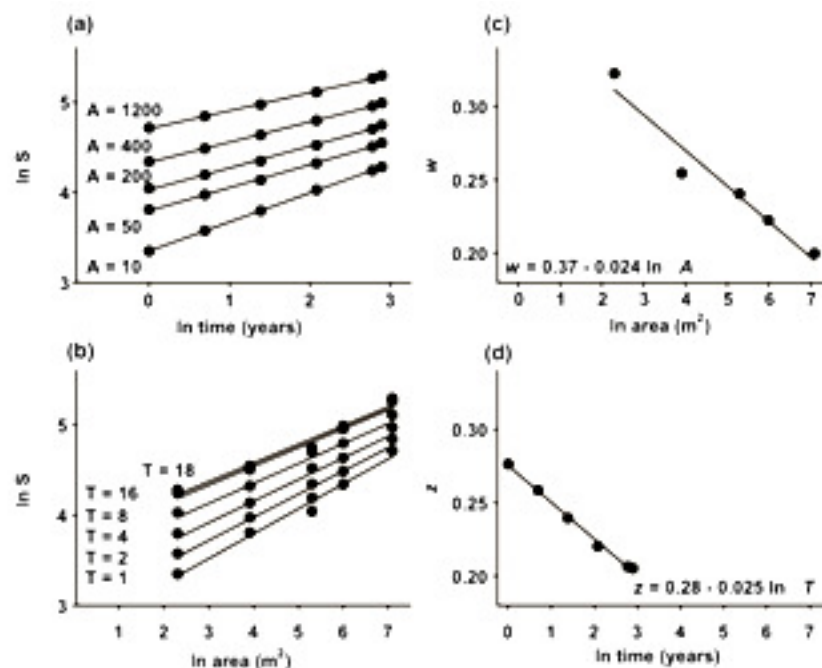 (a)
ln S
5
4
3
A = 1200
A = 400
A = 200
A = 50
A = 10
0 1 2 3
ln time (years)
(c)
w
0.30
0.25
0.20
w = 0.37 - 0.024 ln A
0 1 2 3 4 5 6 7
ln area (m²)
(b)
ln S
5
4
3
T = 18
T = 16
T = 8
T = 4
T = 2
T = 1
1 2 3 4 5 6 7
ln area (m²)
(d)
z
0.30
0.25
0.20
z = 0.28 - 0.025 ln T
0 1 2 3 4 5 6 7
ln time (years)